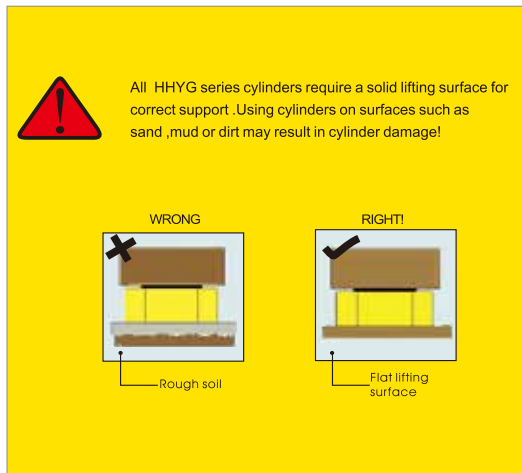 All HHYG series cylinders require a solid lifting surface for
correct support .Using cylinders on surfaces such as
sand ,mud or dirt may result in cylinder damage!
WRONG
RIGHT!
Rough soil
Flat lifting
surface